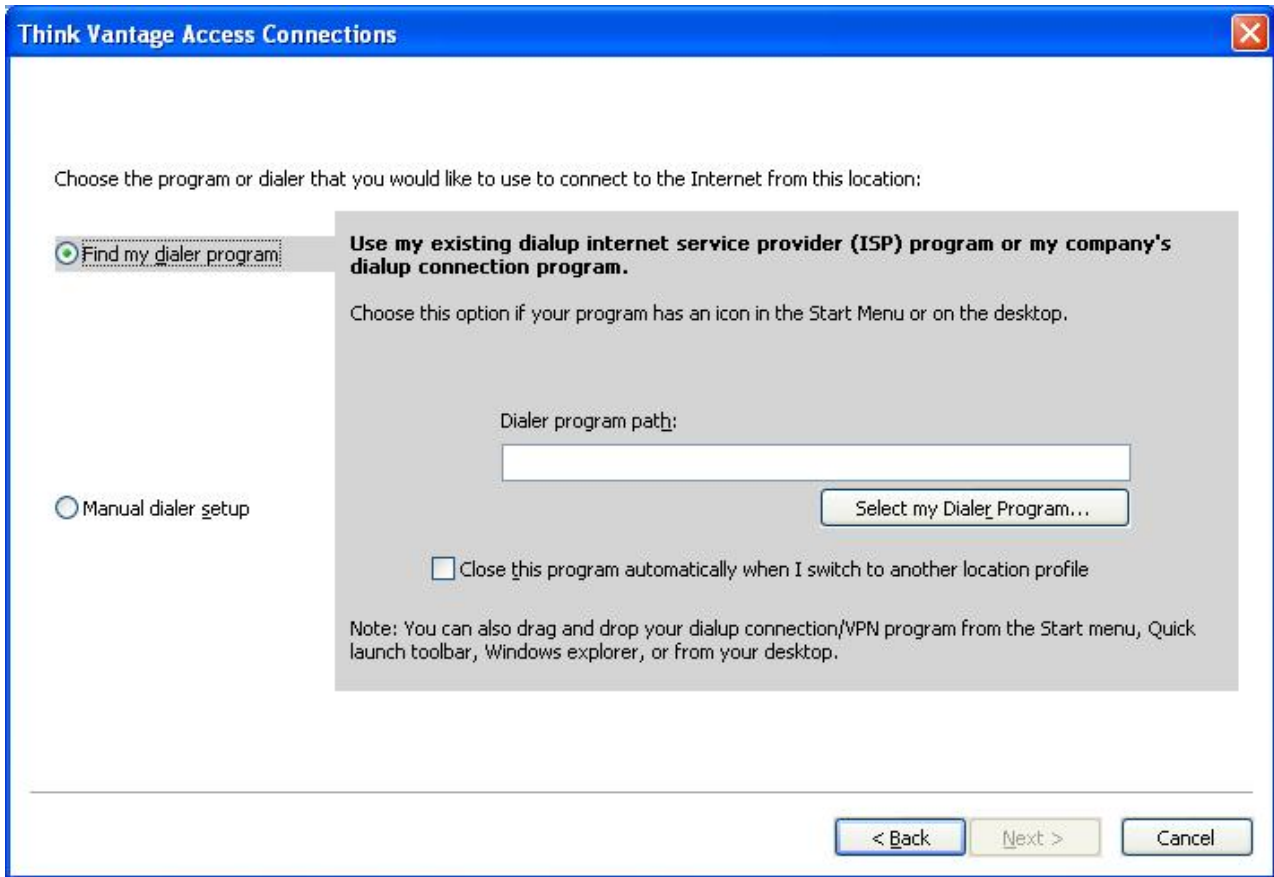 Think Vantage Access Connections
Choose the program or dialer that you would like to use to connect to the Internet from this location:
Find my dialer program
Use my existing dialup internet service provider (ISP) program or my company's
dialup connection program.
Choose this option if your program has an icon in the Start Menu or on the desktop.
Dialer program path:
Manual dialer setup
Select my Dialer Program...
Close this program automatically when I switch to another location profile
Note: You can also drag and drop your dialup connection/VPN program from the Start menu, Quick
launch toolbar, Windows explorer, or from your desktop.
< Back
Next >
Cancel